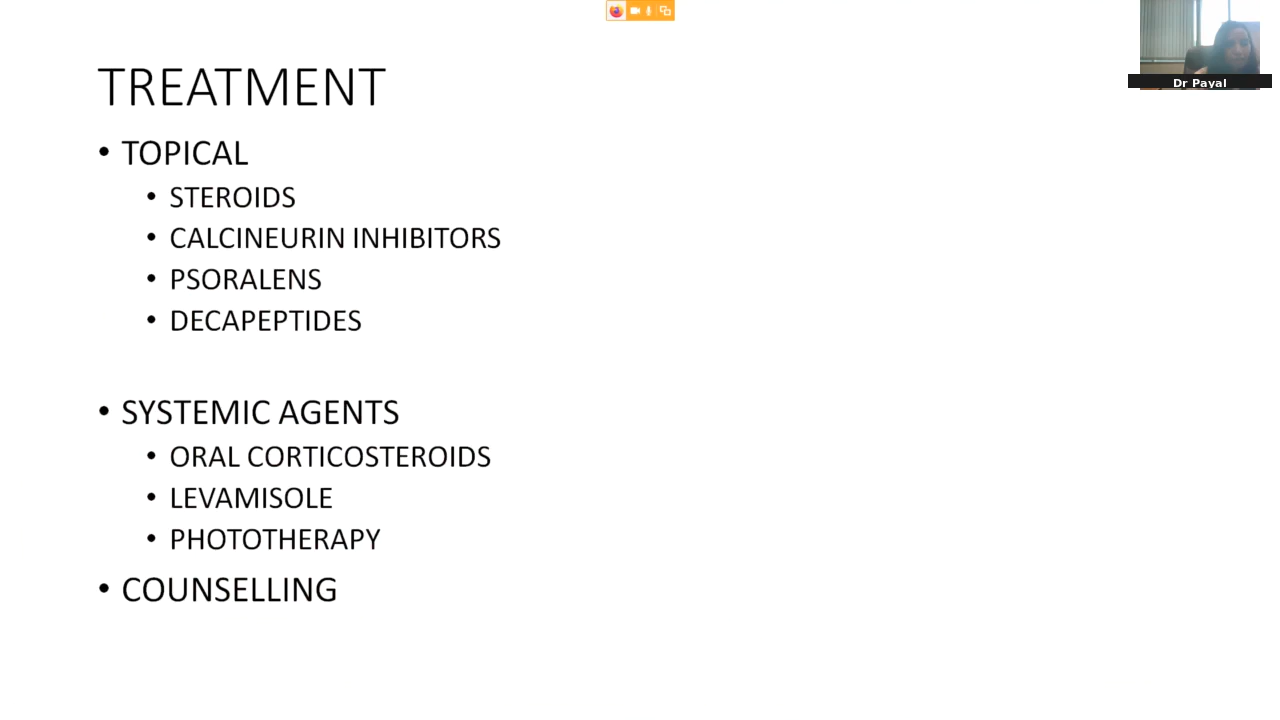 TREATMENT
• TOPICAL
• STEROIDS
• CALCINEURIN INHIBITORS
• PSORALENS
• DECAPEPTIDES
• SYSTEMIC AGENTS
• ORAL CORTICOSTEROIDS
• LEVAMISOLE
• PHOTOTHERAPY
• COUNSELLING
Dr Payal